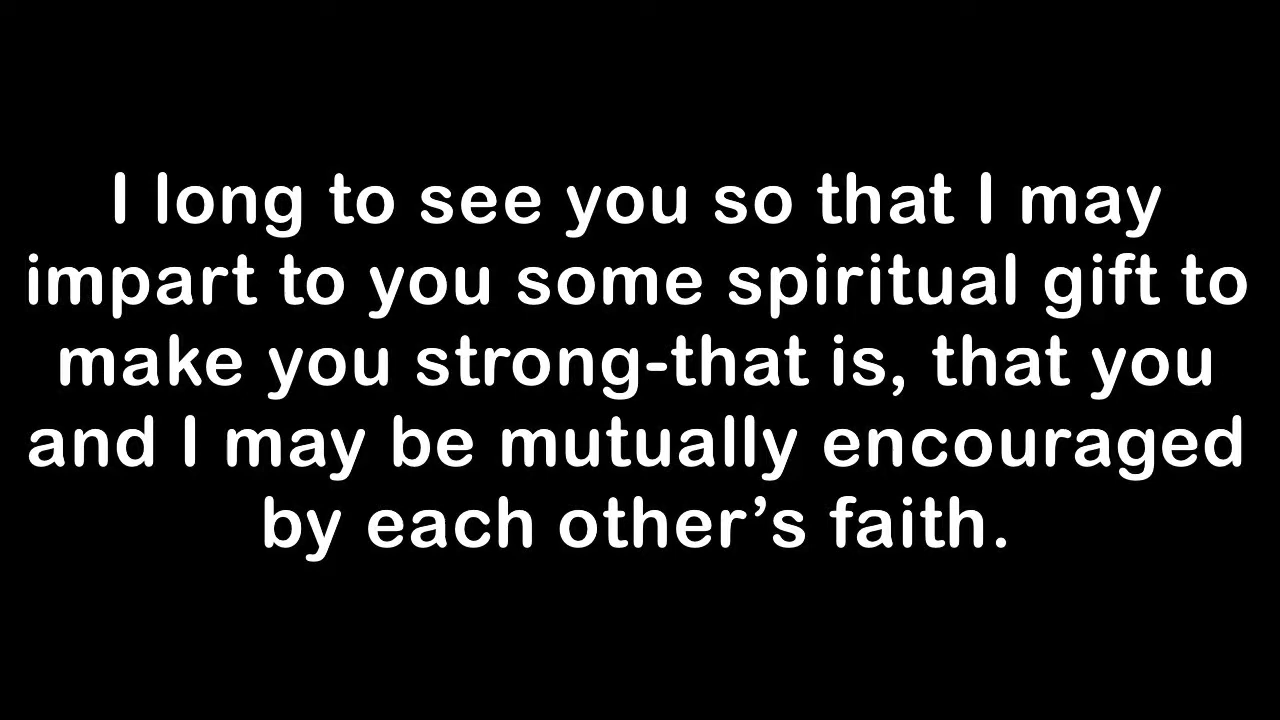 I long to see you so that I may
impart to you some spiritual gift to
make you strong-that is, that you
and I may be mutually encouraged
by each other’s faith.